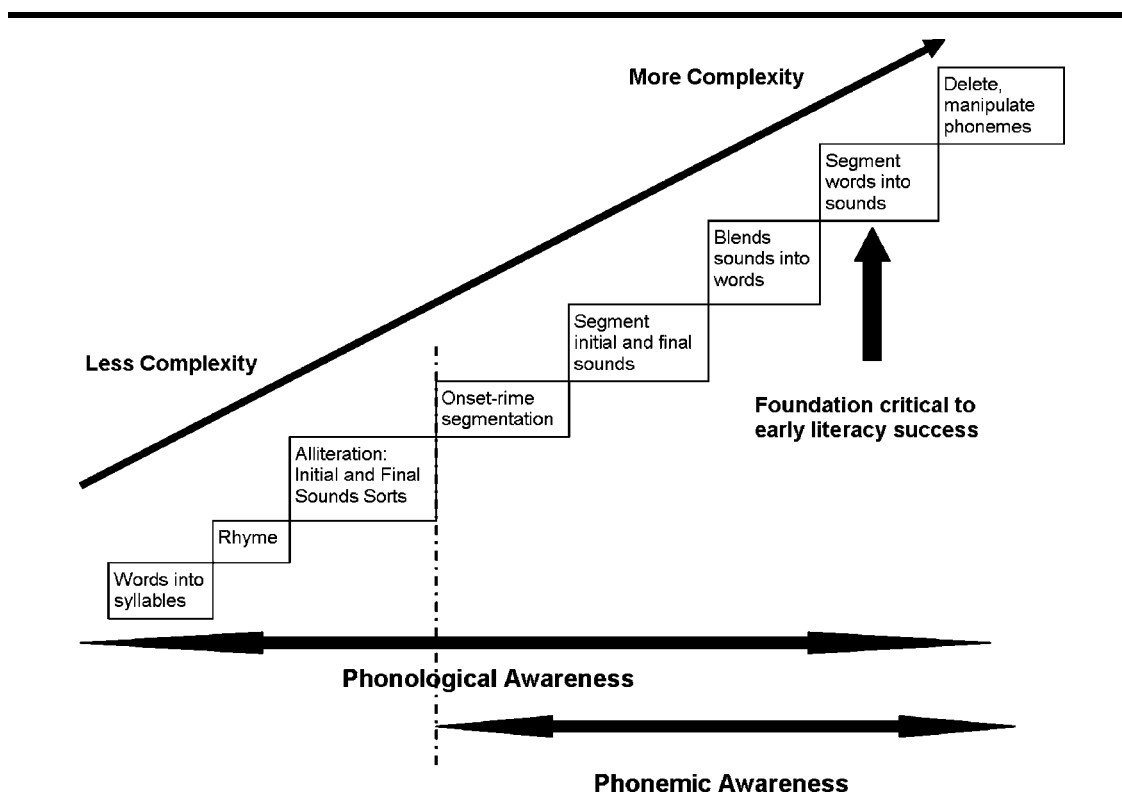 More Complexity
Delete,
manipulate
phonemes
Segment
words into
sounds
Blends
sounds into
words
Segment
initial and final
sounds
Less Complexity
Onset-rime
segmentation
Foundation critical to
early literacy success
Alliteration:
Initial and Final
Sounds Sorts
Rhyme
Words into
syllables
Phonological Awareness
Phonemic Awareness